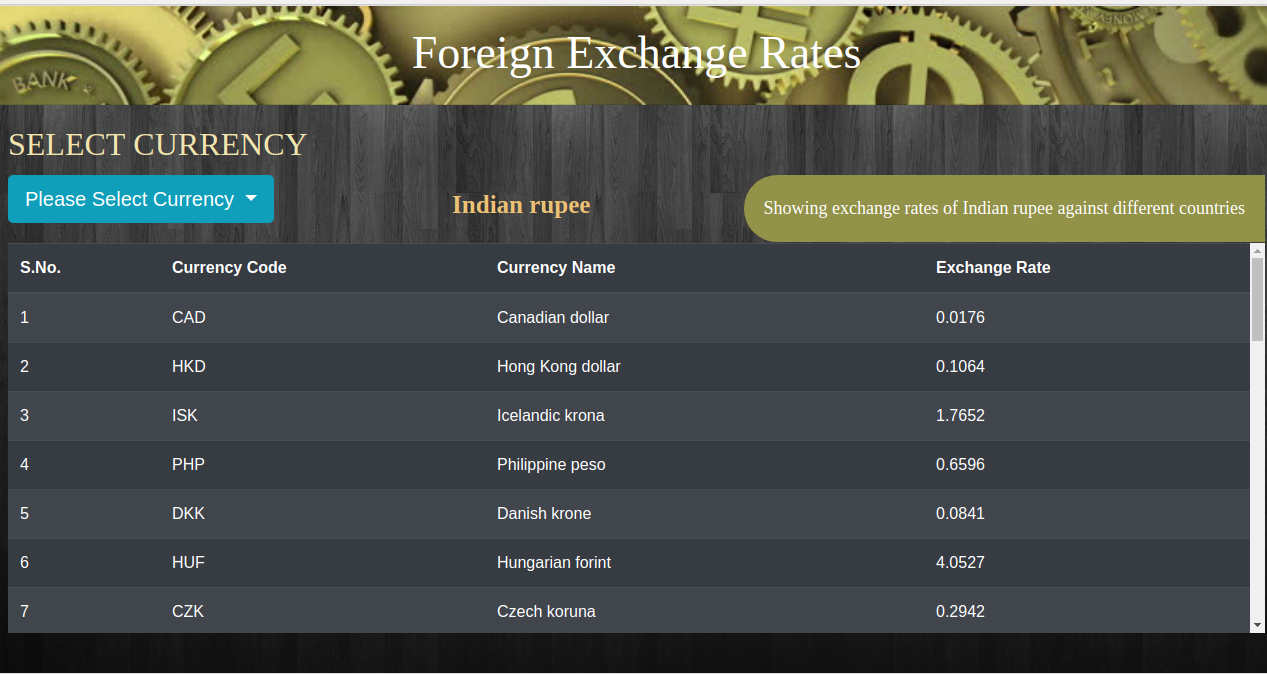 Foreign Exchange Rates
BANK
MONEY
SELECT CURRENCY
Please Select Currency
Indian rupee
Showing exchange rates of Indian rupee against different countries
S.No. Currency Code Currency Name Exchange Rate
1 CAD Canadian dollar 0.0176
2 HKD Hong Kong dollar 0.1064
3 ISK Icelandic krona 1.7652
4 PHP Philippine peso 0.6596
5 DKK Danish krone 0.0841
6 HUF Hungarian forint 4.0527
7 CZK Czech koruna 0.2942